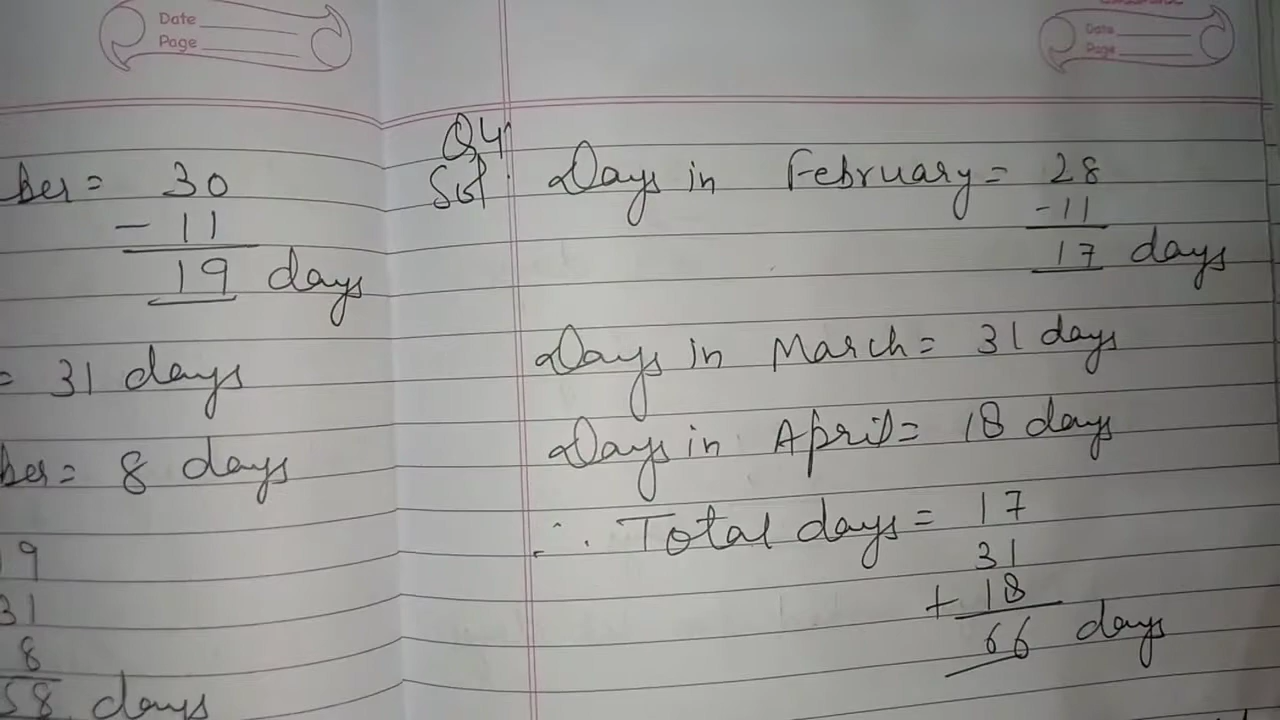 Date
Page
ber = 30
- 11
19 days
= 31 days
ber = 8 days
19
31
8
58 days
Date
Page
Q4
Sol. Days in February = 28
-11
17 days
Days in March = 31 days
Days in April = 18 days
∴ Total days = 17
31
+ 18
66 days